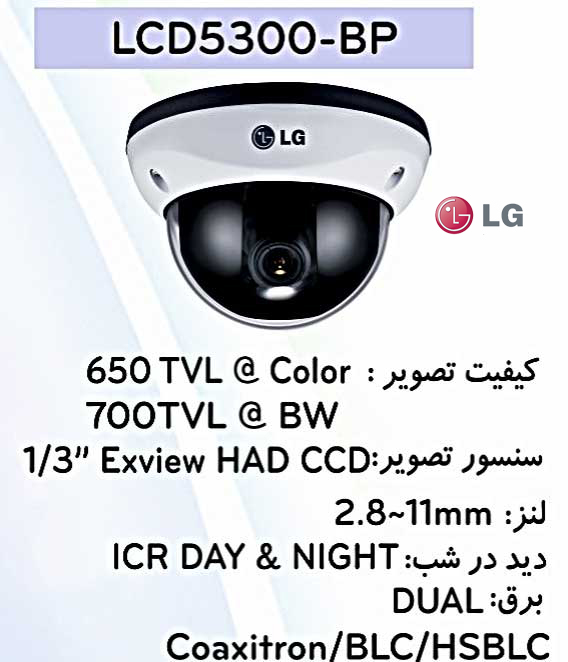 LCD5300-BP
LG
LG
کیفیت تصویر : 650 TVL @ Color
700TVL @ BW
سنسور تصویر:1/3” Exview HAD CCD
لنز: 2.8~11mm
دید در شب: ICR DAY & NIGHT
برق: DUAL
Coaxitron/BLC/HSBLC